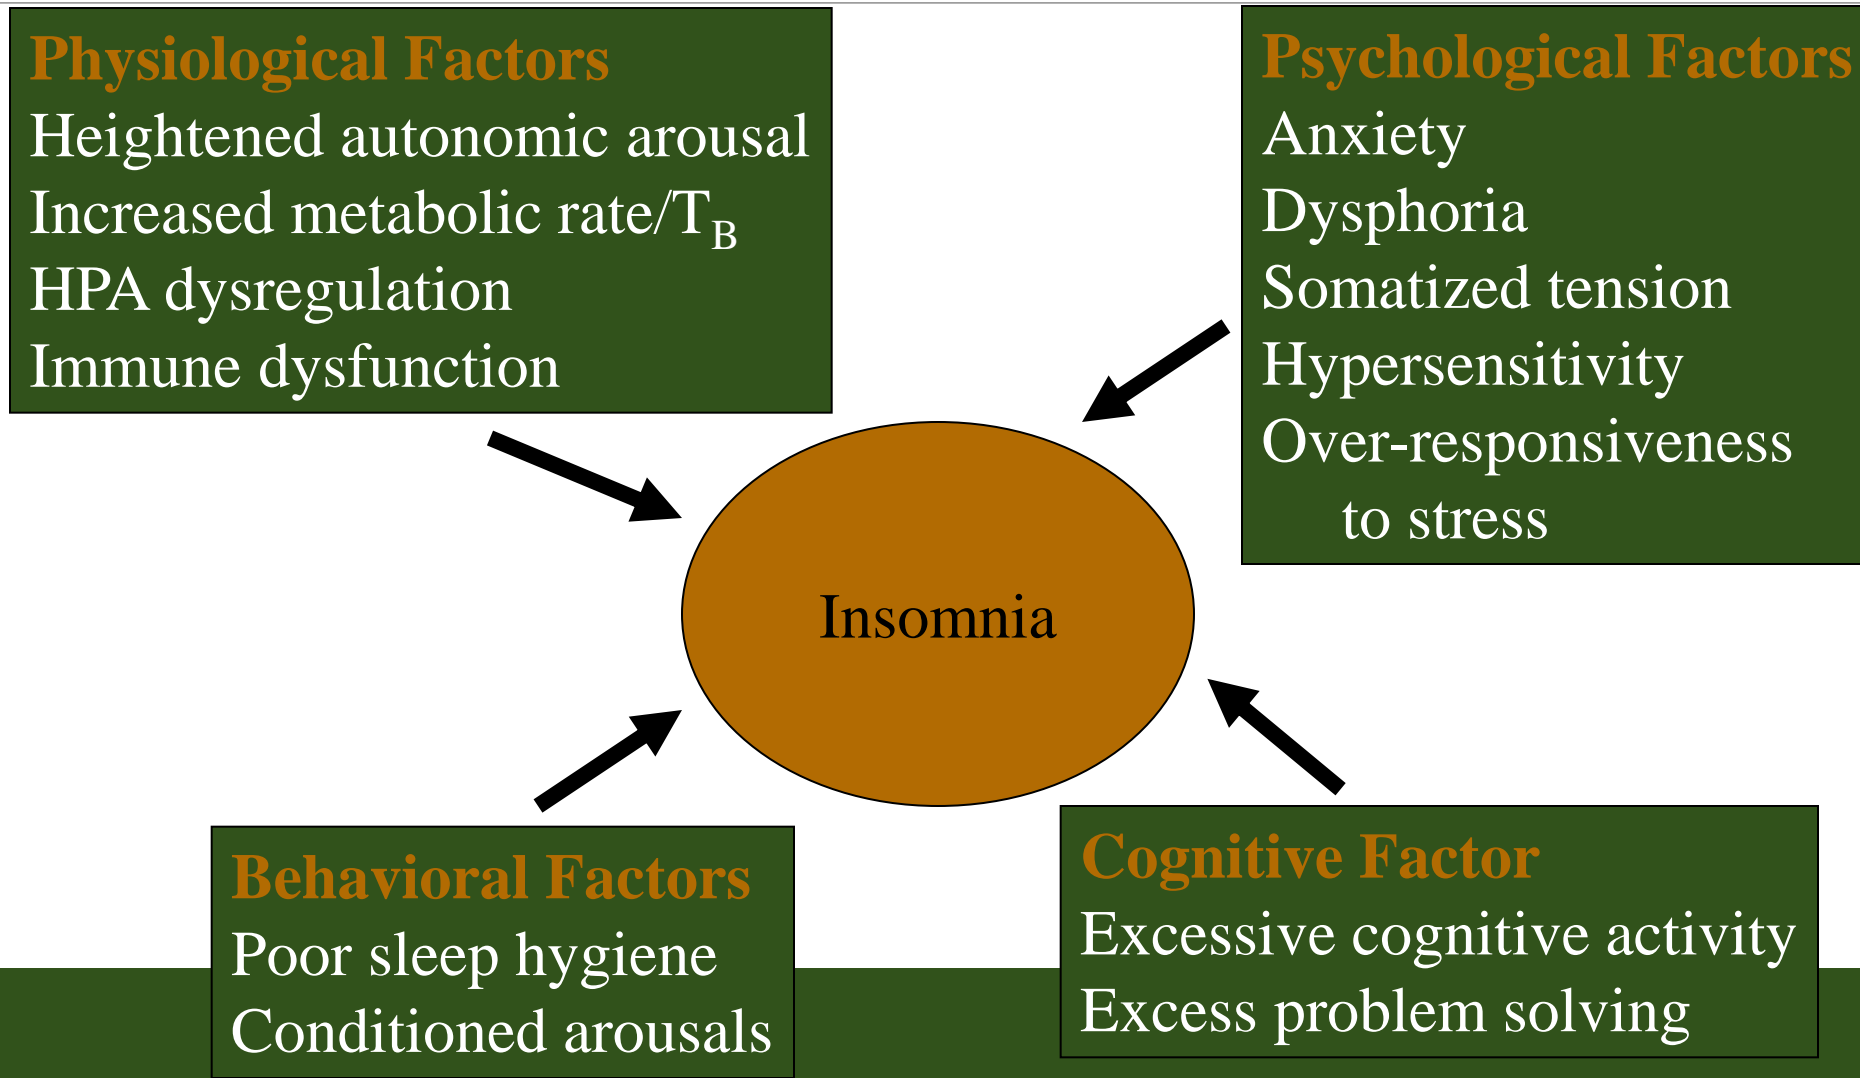 Physiological Factors
Heightened autonomic arousal
Increased metabolic rate/T_B
HPA dysregulation
Immune dysfunction
Psychological Factors
Anxiety
Dysphoria
Somatized tension
Hypersensitivity
Over-responsiveness
to stress
Insomnia
Behavioral Factors
Poor sleep hygiene
Conditioned arousals
Cognitive Factor
Excessive cognitive activity
Excess problem solving